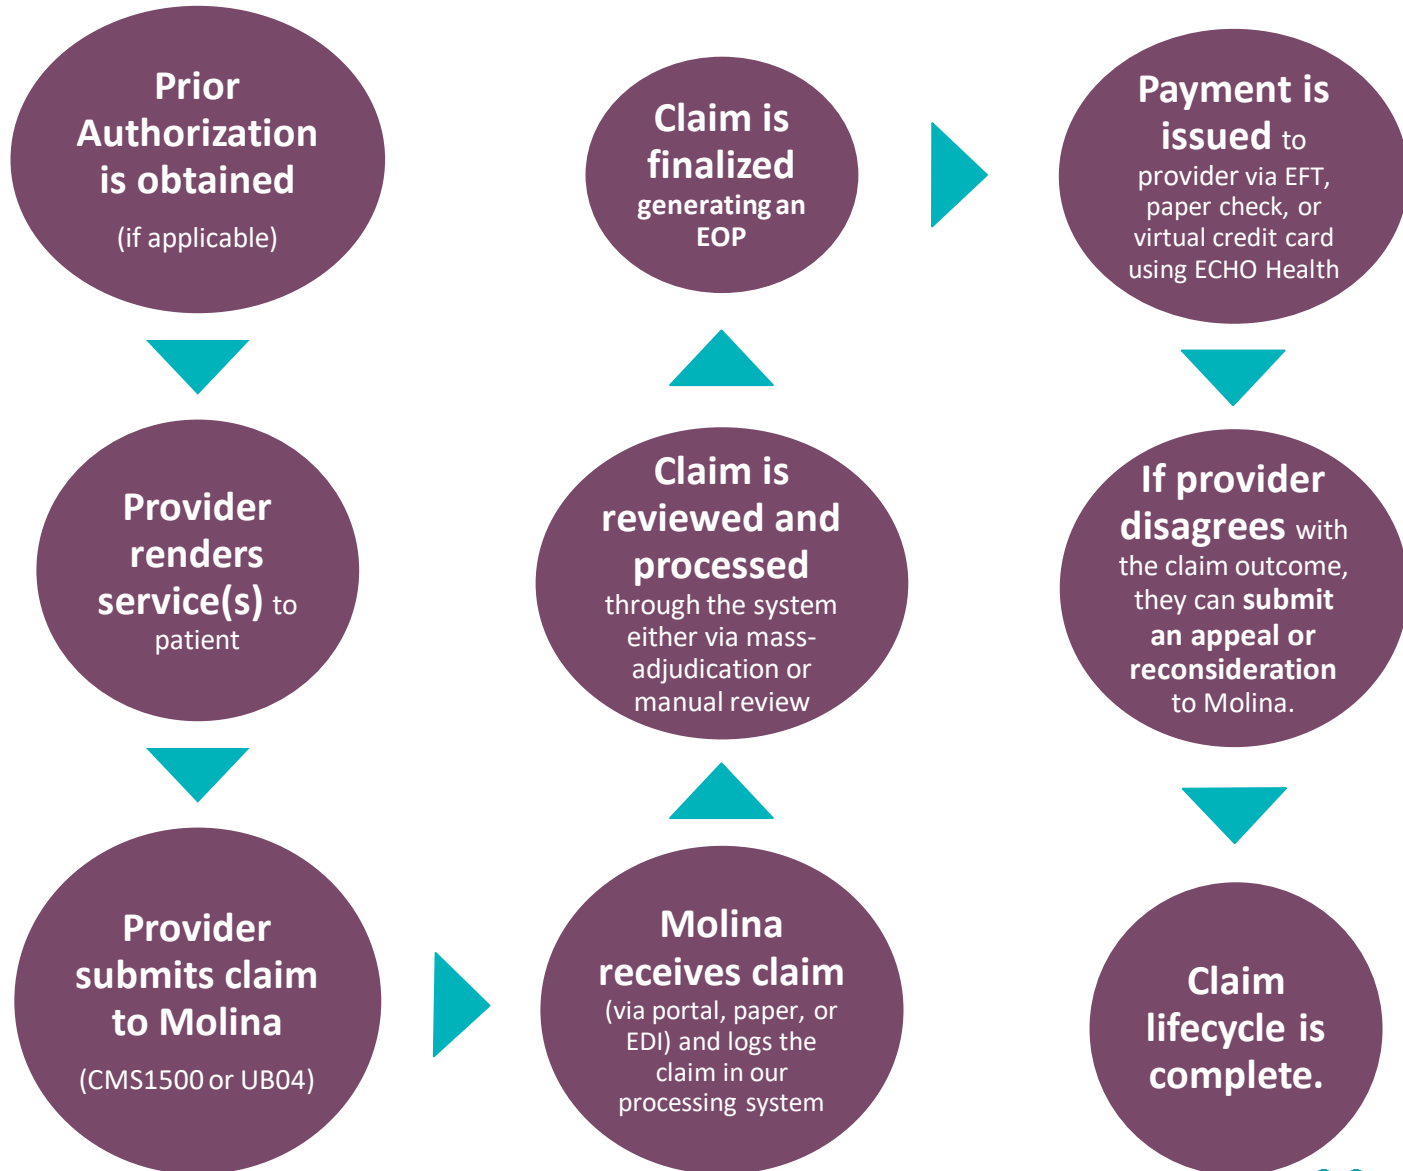 Prior
Authorization
is obtained
(if applicable)
Provider
renders
service(s) to
patient
Provider
submits claim
to Molina
(CMS1500 or UB04)
Molina
receives claim
(via portal, paper, or
EDI) and logs the
claim in our
processing system
Claim is
reviewed and
processed
through the system
either via mass-
adjudication or
manual review
Claim is
finalized
generating an
EOP
Payment is
issued to
provider via EFT,
paper check, or
virtual credit card
using ECHO Health
If provider
disagrees with
the claim outcome,
they can submit
an appeal or
reconsideration
to Molina.
Claim
lifecycle is
complete.